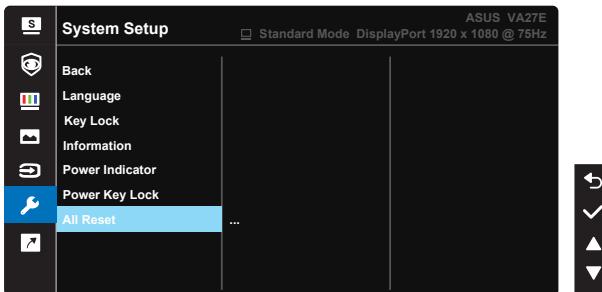 S
System Setup
ASUS VA27E
Standard Mode DisplayPort 1920 x 1080 @ 75Hz
Back
Language
Key Lock
Information
Power Indicator
Power Key Lock
All Reset ...